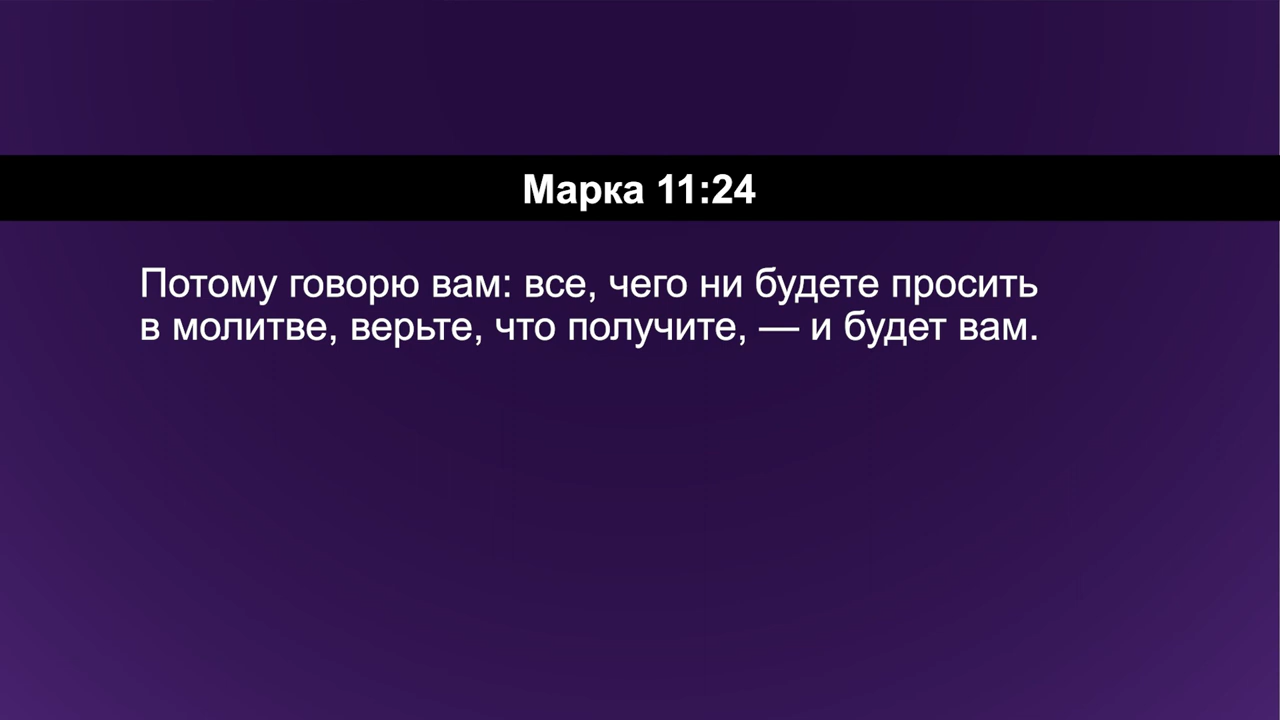 Марка 11:24
Потому говорю вам: все, чего ни будете просить
в молитве, верьте, что получите, — и будет вам.